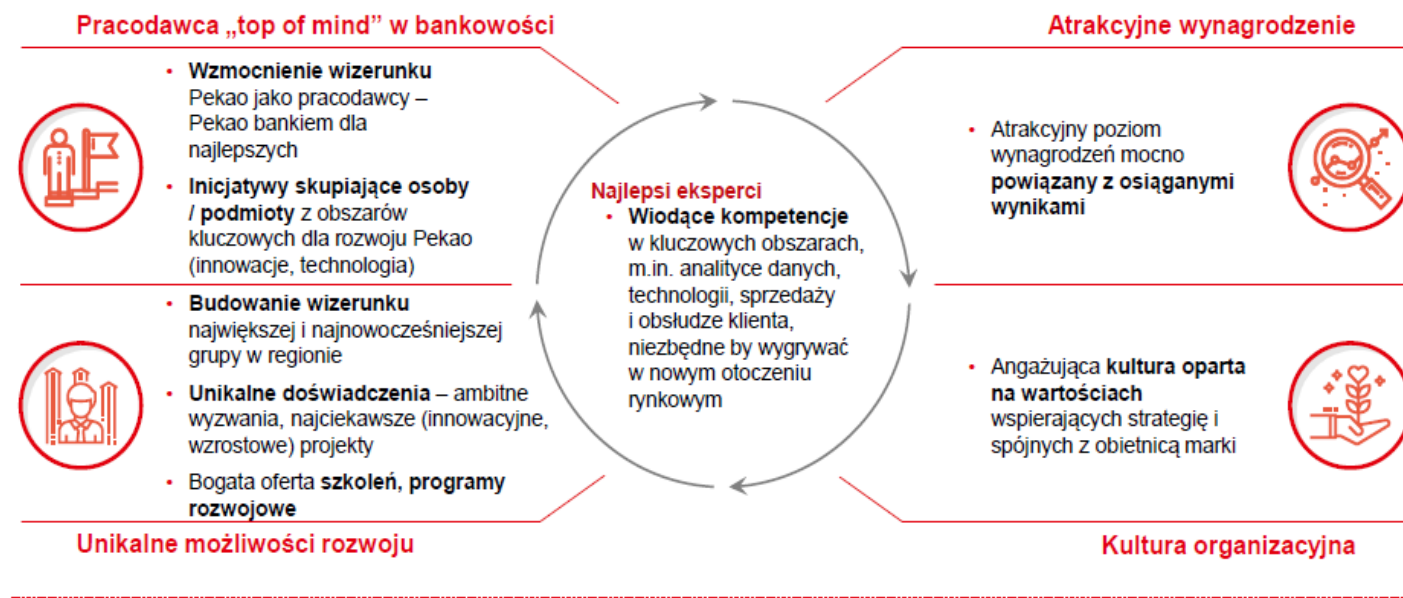 Pracodawca „top of mind” w bankowości
• Wzmocnienie wizerunku
Pekao jako pracodawcy –
Pekao bankiem dla
najlepszych
• Inicjatywy skupiające osoby
/ podmioty z obszarów
kluczowych dla rozwoju Pekao
(innowacje, technologia)
• Budowanie wizerunku
największej i najnowocześniejszej
grupy w regionie
• Unikalne doświadczenia – ambitne
wyzwania, najciekawsze (innowacyjne,
wzrostowe) projekty
• Bogata oferta szkoleń, programy
rozwojowe
Unikalne możliwości rozwoju
Najlepsi eksperci
• Wiodące kompetencje
w kluczowych obszarach,
m.in. analityce danych,
technologii, sprzedaży
i obsłudze klienta,
niezbędne by wygrywać
w nowym otoczeniu
rynkowym
Atrakcyjne wynagrodzenie
• Atrakcyjny poziom
wynagrodzeń mocno
powiązany z osiąganymi
wynikami
• Angażująca kultura oparta
na wartościach
wspierających strategię i
spójnych z obietnicą marki
Kultura organizacyjna